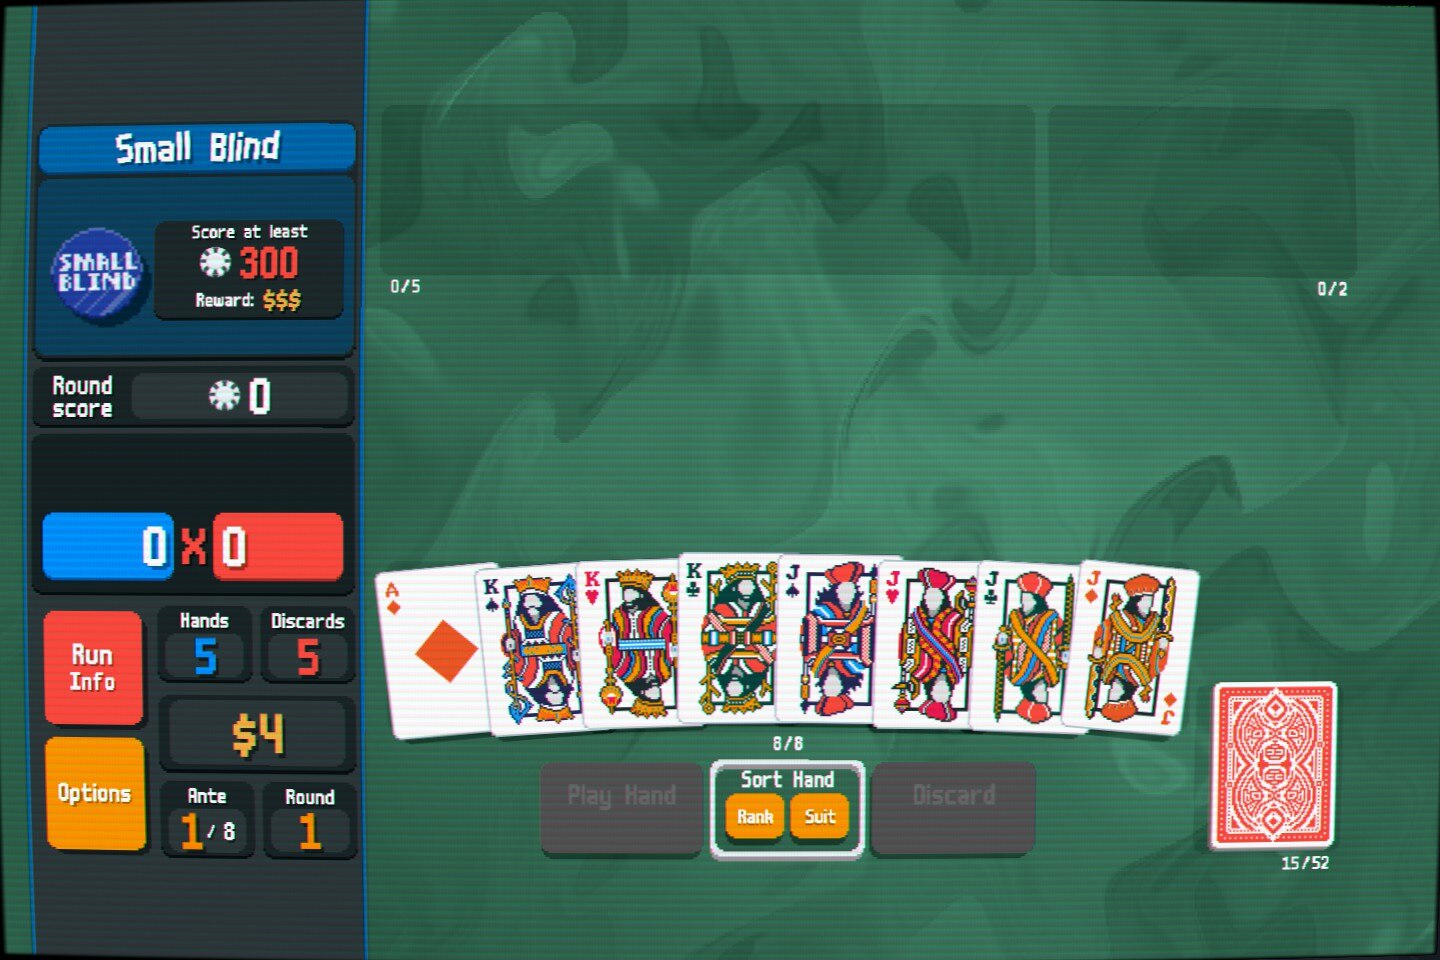 Small Blind
SMALL
BLIND
Score at least
300
Reward: $$$
Round
score
0
0 X 0
Run
Info
Hands
5
Discards
5
$4
Options
Ante
1 / 8
Round
1
0/5
0/2
A
K
K
K
J
J
J
J
J
8/8
Play Hand
Sort Hand
Rank
Suit
Discard
15/52